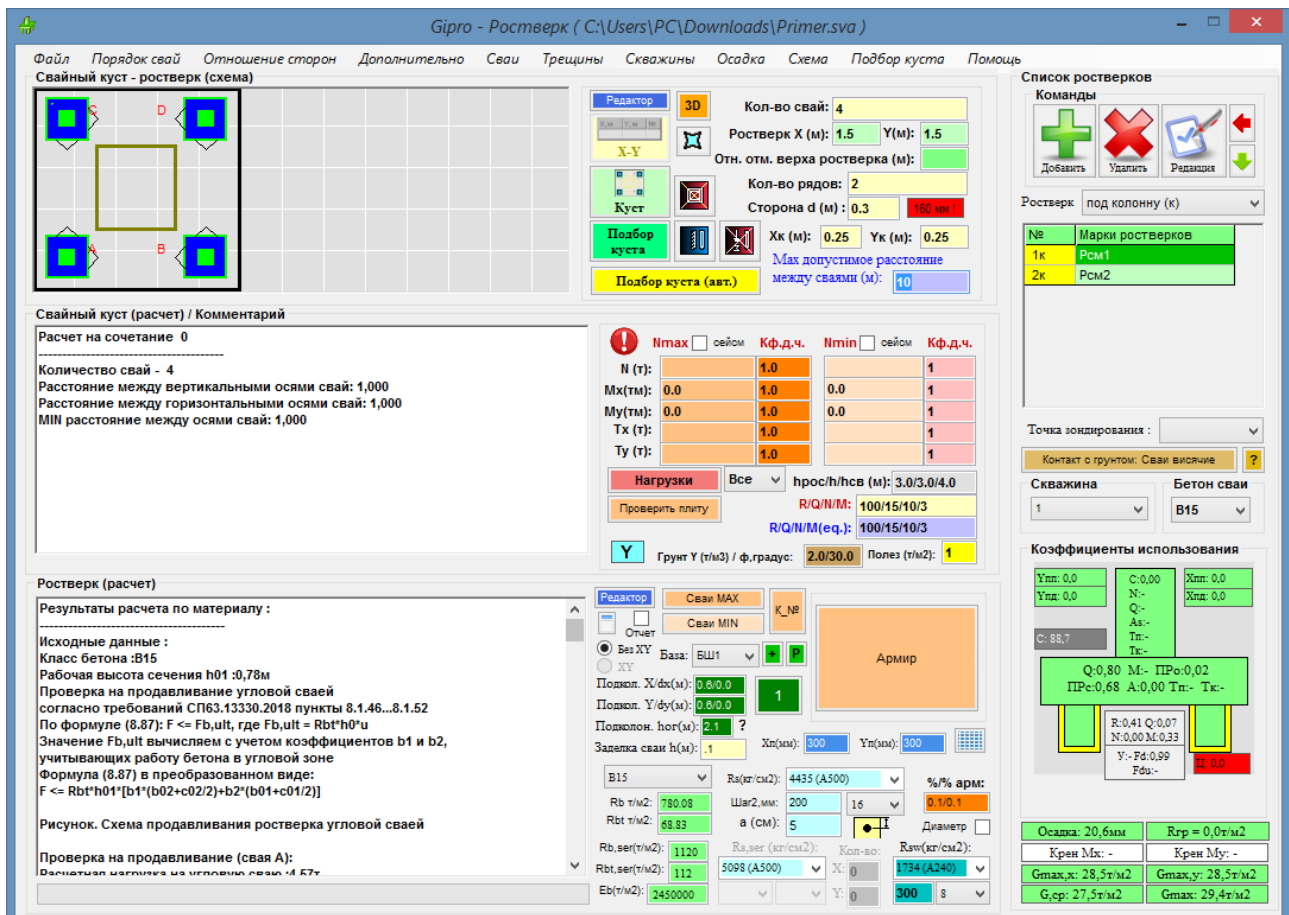 Gipro - Ростверк ( C:\Users\PC\Downloads\Primer.sva )
Файл Порядок свай Отношение сторон Дополнительно Сваи Трещины Скважины Осадка Схема Подбор куста Помощь
Свайный куст - ростверк (схема)
C D
A B
Редактор 3D
X,м Y,м №
X-Y
Куст
Подбор куста
Подбор куста (авт.)
Кол-во свай: 4
Ростверк X (м): 1.5 Y(м): 1.5
Отн. отм. верха ростверка (м):
Кол-во рядов: 2
Сторона d (м) : 0.3 160 мм !
Xк (м): 0.25 Yк (м): 0.25
Max допустимое расстояние
между сваями (м): 10
Список ростверков
Команды
Добавить Удалить Редакция
Ростверк под колонну (к)
№ Марки ростверков
1к Рсм1
2к Рсм2
Точка зондирования :
Контакт с грунтом: Сваи висячие ?
Скважина Бетон сваи
1 B15
Свайный куст (расчет) / Комментарий
Расчет на сочетание 0
---------------------------------------
Количество свай - 4
Расстояние между вертикальными осями свай: 1,000
Расстояние между горизонтальными осями свай: 1,000
MIN расстояние между осями свай: 1,000
Nmax сейсм Кф.д.ч. Nmin сейсм Кф.д.ч.
N (т): 1.0 1
Mx(тм): 0.0 1.0 0.0 1
My(тм): 0.0 1.0 0.0 1
Tx (т): 1.0 1
Ty (т): 1.0 1
Нагрузки Все hрос/h/hсв (м): 3.0/3.0/4.0
Проверить плиту R/Q/N/M: 100/15/10/3
R/Q/N/M(eq.): 100/15/10/3
Y Грунт Y (т/м3) / ф,градус: 2.0/30.0 Полез (т/м2): 1
Коэффициенты использования
Yпп: 0,0 C:0,00 Xпп: 0,0
Yпд: 0,0 N:- Xпд: 0,0
Q:-
As:-
C: 88,7 Tп:-
Tк:-
Q:0,80 M:- ПРо:0,02
ПРс:0,68 A:0,00 Tп:- Tк:-
R:0,41 Q:0,07
N:0,00 M:0,33
У:- Fd:0,99
Fdu:-
Ц: 0,0
Осадка: 20,6мм Rгр = 0,0т/м2
Крен Mx: - Крен My: -
Gmax,x: 28,5т/м2 Gmax,y: 28,5т/м2
G,ср: 27,5т/м2 Gmax: 29,4т/м2
Ростверк (расчет)
Результаты расчета по материалу :
---------------------------------------
Исходные данные :
Класс бетона :B15
Рабочая высота сечения h01 :0,78м
Проверка на продавливание угловой сваей
согласно требований СП63.13330.2018 пункты 8.1.46...8.1.52
По формуле (8.87): F <= Fb,ult, где Fb,ult = Rbt*h0*u
Значение Fb,ult вычисляем с учетом коэффициентов b1 и b2,
учитывающих работу бетона в угловой зоне
Формула (8.87) в преобразованном виде:
F <= Rbt*h01*[b1*(b02+c02/2)+b2*(b01+c01/2)]
Рисунок. Схема продавливания ростверка угловой сваей
Проверка на продавливание (свая A):
Расчетная нагрузка на угловую сваю :4,57т
Редактор Сваи MAX К_№
Отчет Сваи MIN
Без XY База: БШ1 + P
XY
Армир
Подкол. X/dx(м): 0.6/0.0 1
Подкол. Y/dy(м): 0.6/0.0
Подколон. hог(м): 2.1 ?
Заделка сваи h(м): .1 Xп(мм): 300 Yп(мм): 300
B15 Rs(кг/см2): 4435 (A500) %/% арм:
Rb т/м2: 780.08 Шаг2,мм: 200 16 0.1/0.1
Rbt т/м2: 68.83 a (см): 5 Диаметр
Rb,ser(т/м2): 1120 Rs,ser (кг/см2): Кол-во: Rsw(кг/см2):
Rbt,ser(т/м2): 112 5098 (A500) X: 0 1734 (A240)
Eb(т/м2): 2450000 Y: 0 300 8